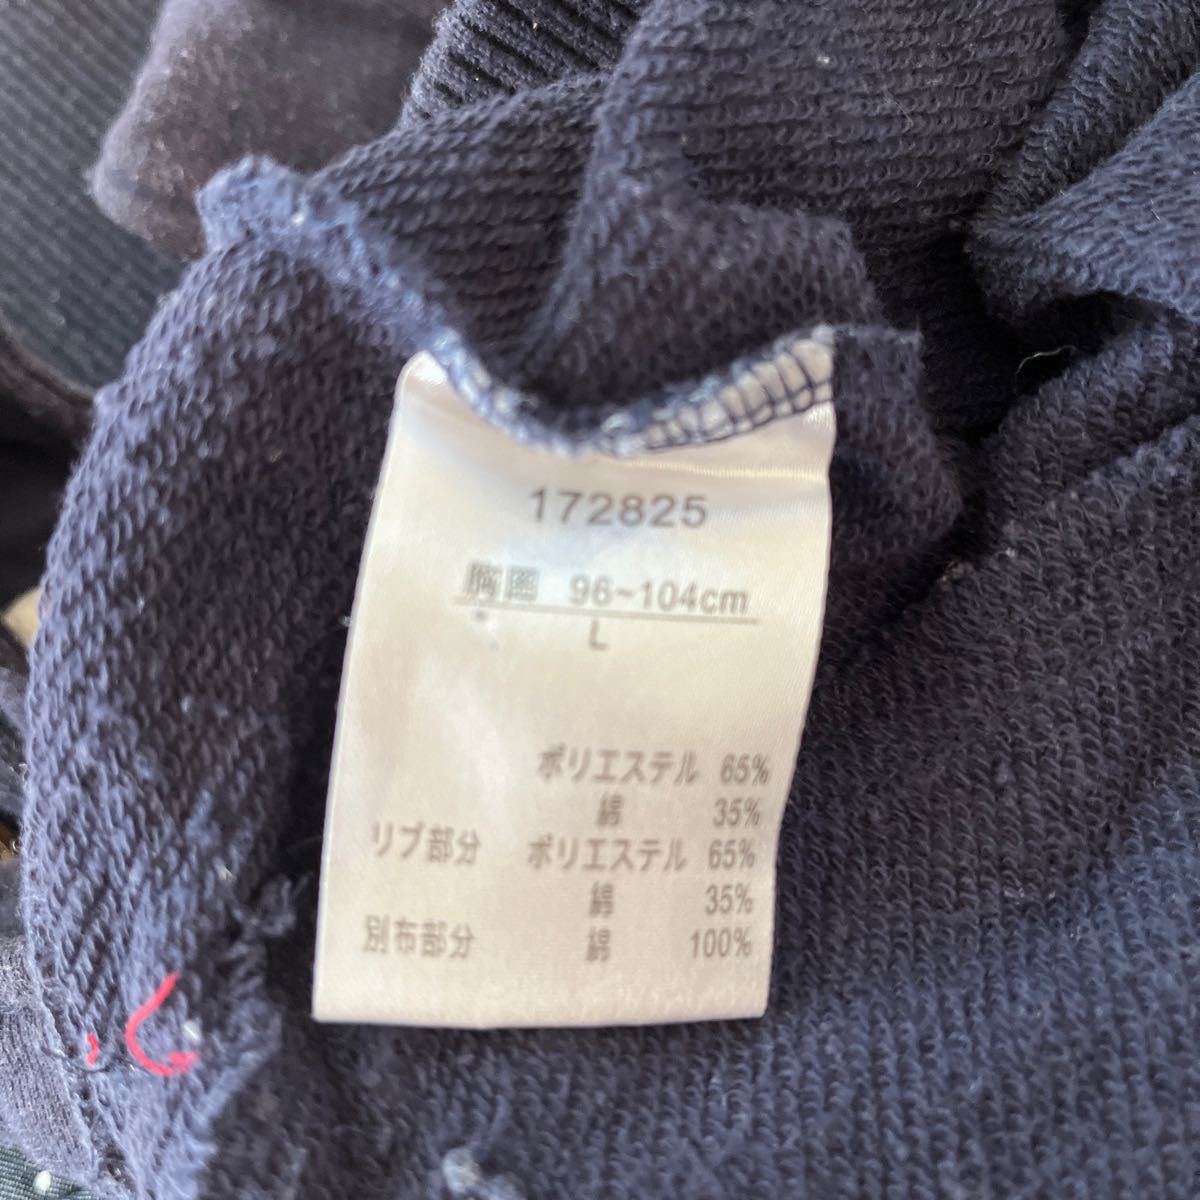 172825
胸囲 96~104cm
L
ポリエステル 65%
綿 35%
リブ部分 ポリエステル 65%
綿 35%
別布部分 綿 100%